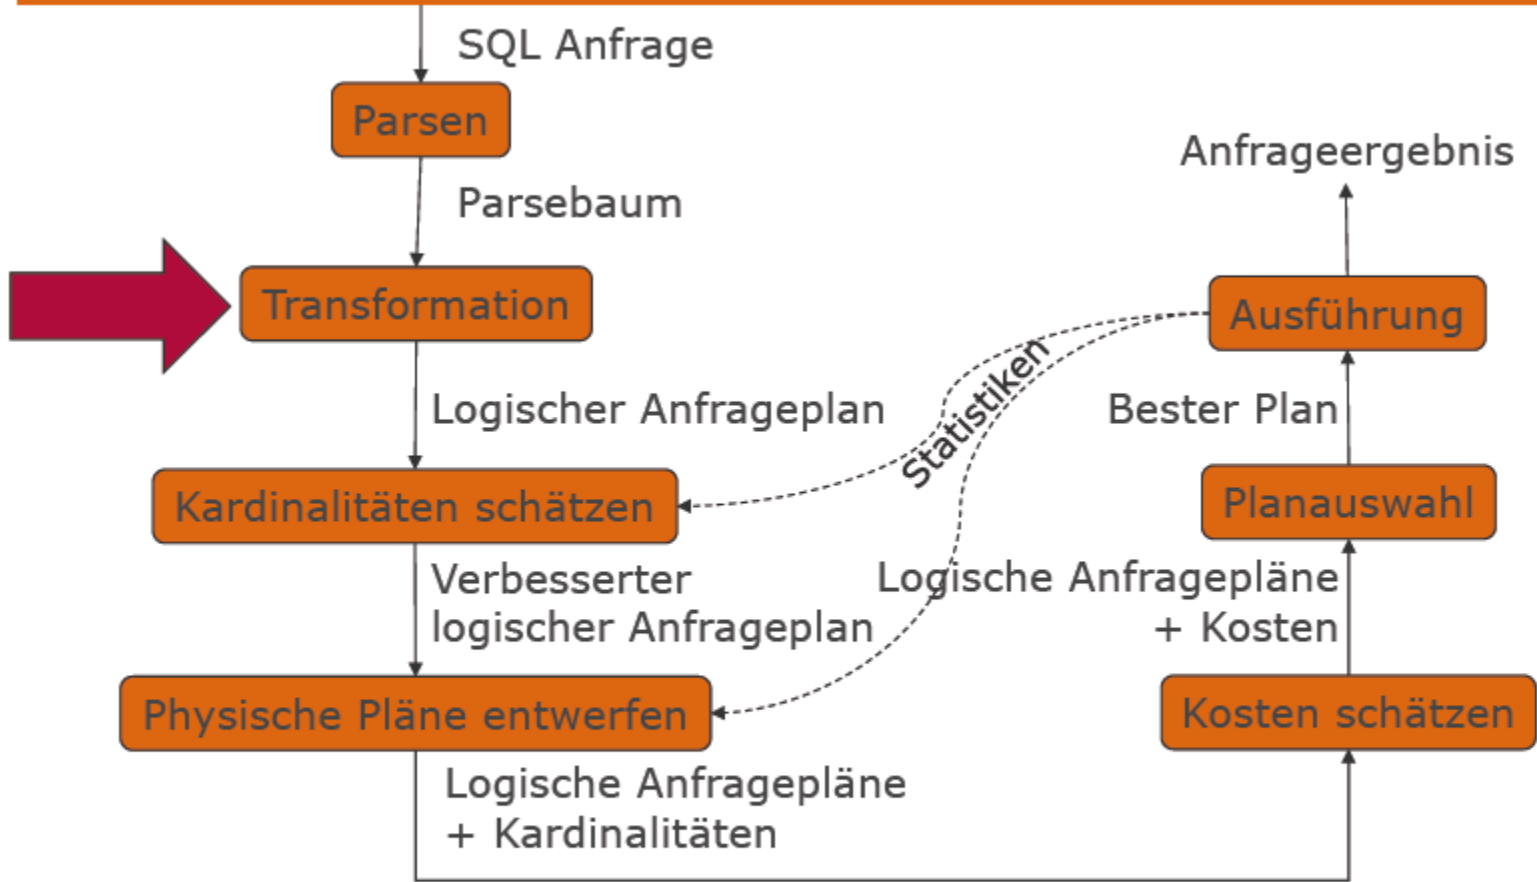 SQL Anfrage
Parsen
Parsebaum
Transformation
Logischer Anfrageplan
Kardinalitäten schätzen
Verbesserter
logischer Anfrageplan
Physische Pläne entwerfen
Logische Anfragepläne
+ Kardinalitäten
Statistiken
Kosten schätzen
Logische Anfragepläne
+ Kosten
Planauswahl
Bester Plan
Ausführung
Anfrageergebnis